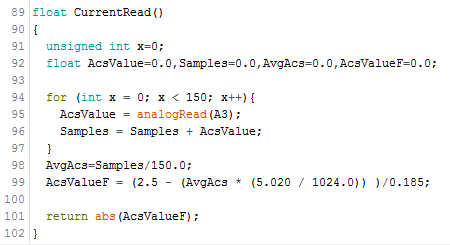 89 float CurrentRead()
90 {
91   unsigned int x=0;
92   float AcsValue=0.0,Samples=0.0,AvgAcs=0.0,AcsValueF=0.0;
93
94   for (int x = 0; x < 150; x++){
95     AcsValue = analogRead(A3);
96     Samples = Samples + AcsValue;
97   }
98   AvgAcs=Samples/150.0;
99   AcsValueF = (2.5 - (AvgAcs * (5.020 / 1024.0)) )/0.185;
100
101   return abs(AcsValueF);
102 }